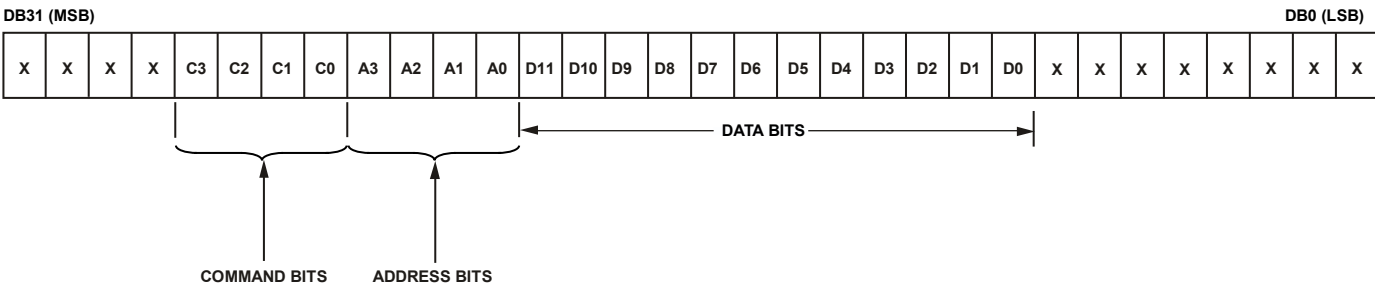 DB31 (MSB) DB0 (LSB)
X X X X C3 C2 C1 C0 A3 A2 A1 A0 D11 D10 D9 D8 D7 D6 D5 D4 D3 D2 D1 D0 X X X X X X X X
DATA BITS
COMMAND BITS ADDRESS BITS